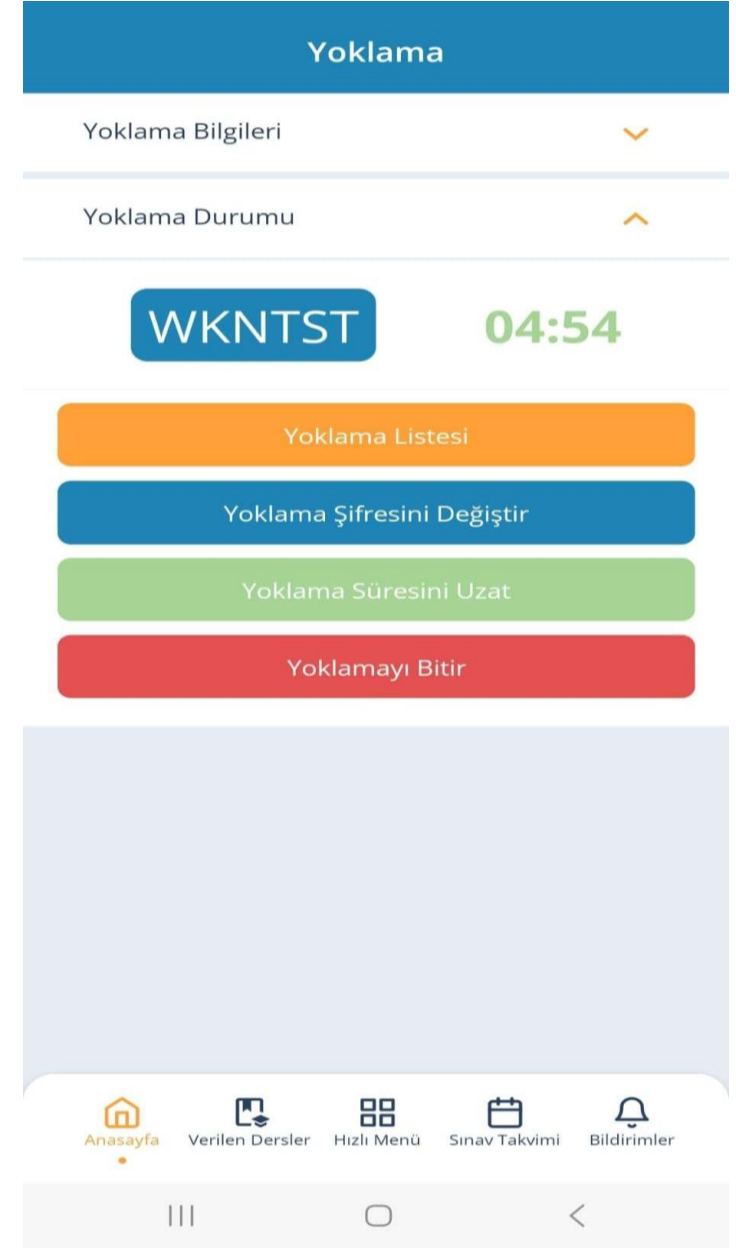 Yoklama
Yoklama Bilgileri
Yoklama Durumu
WKNTST 04:54
Yoklama Listesi
Yoklama Şifresini Değiştir
Yoklama Süresini Uzat
Yoklamayı Bitir
Anasayfa Verilen Dersler Hızlı Menü Sınav Takvimi Bildirimler